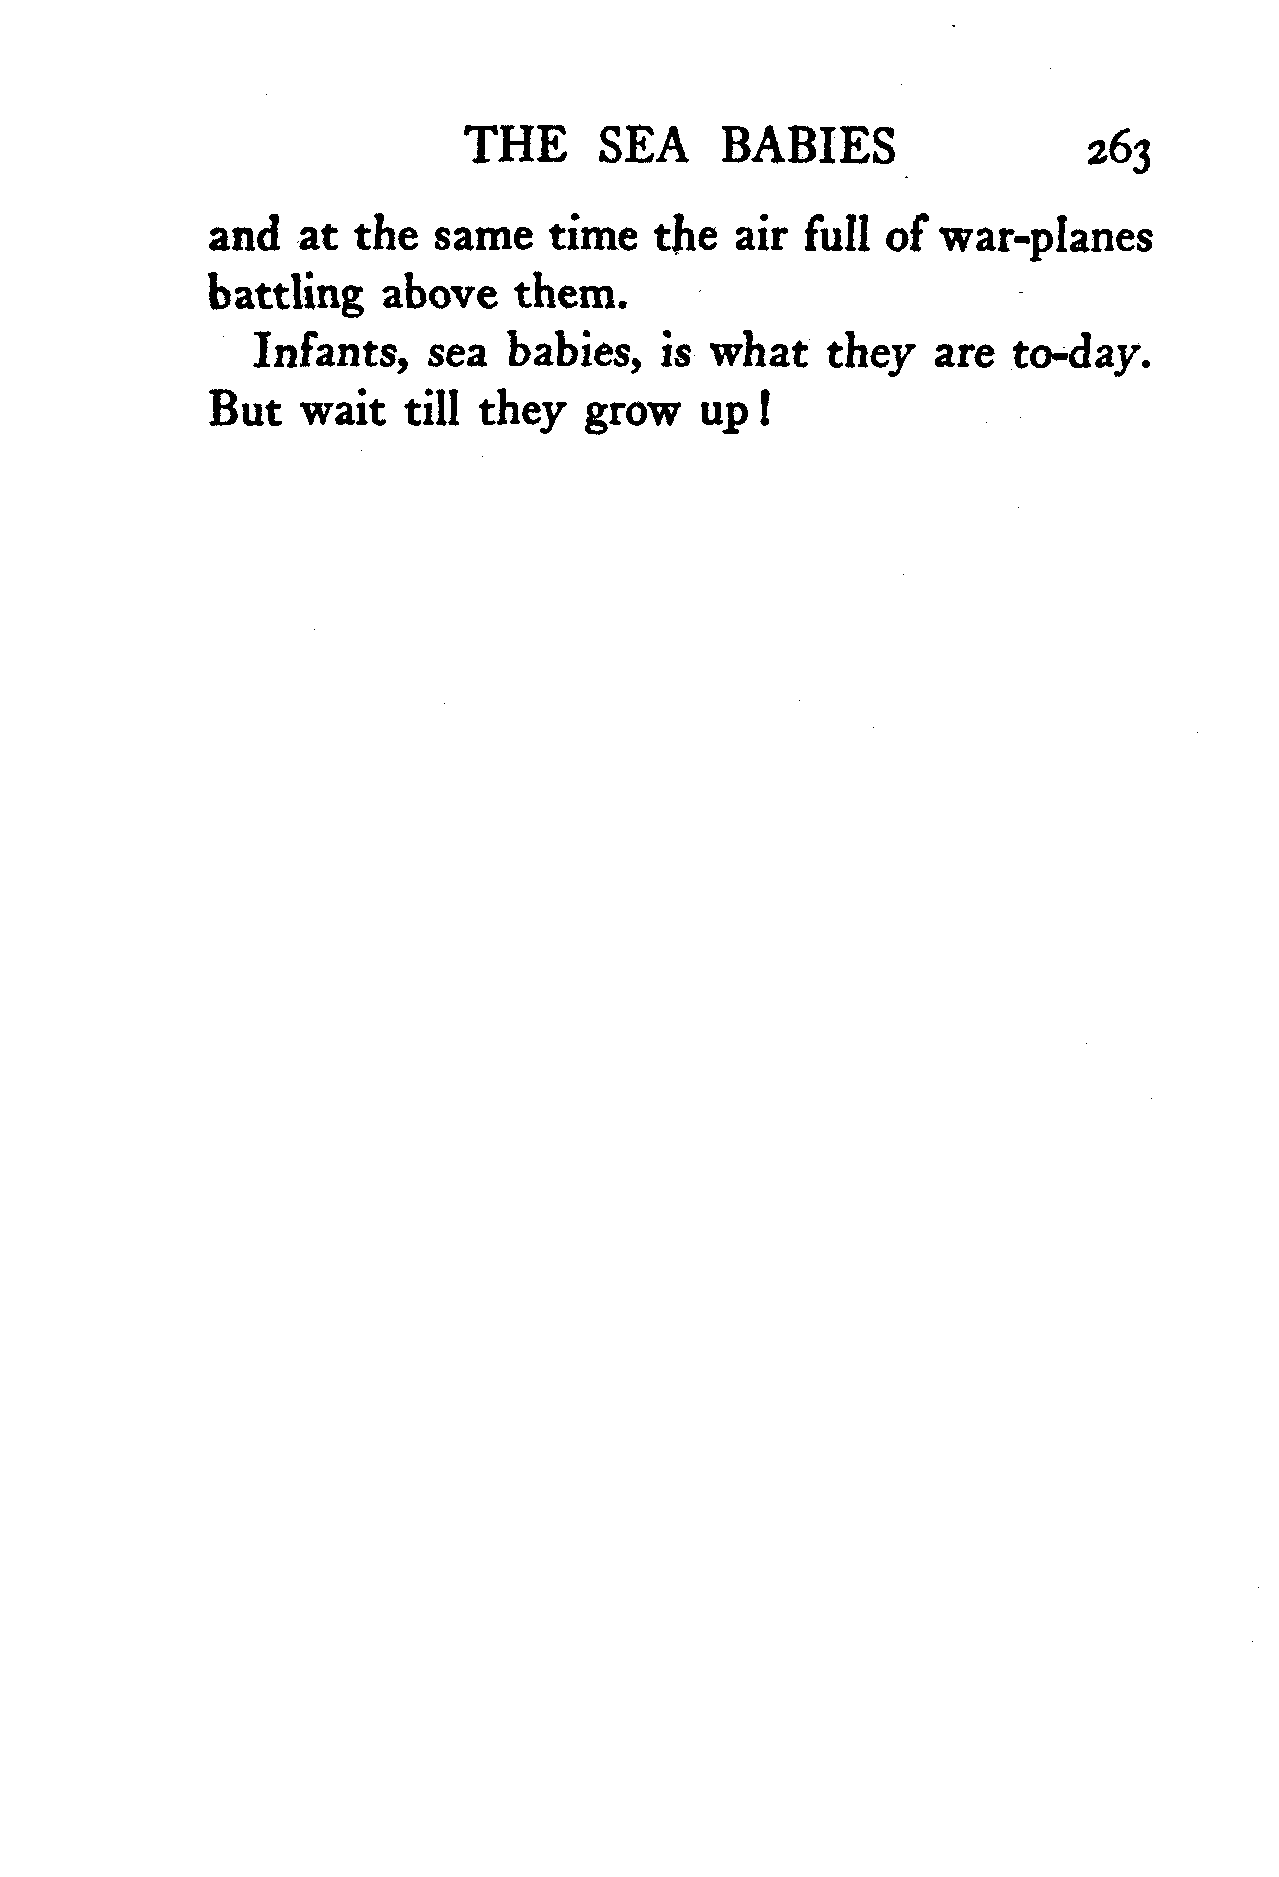 THE SEA BABIES 263
and at the same time the air full of war-planes
battling above them.
Infants, sea babies, is what they are to-day.
But wait till they grow up!